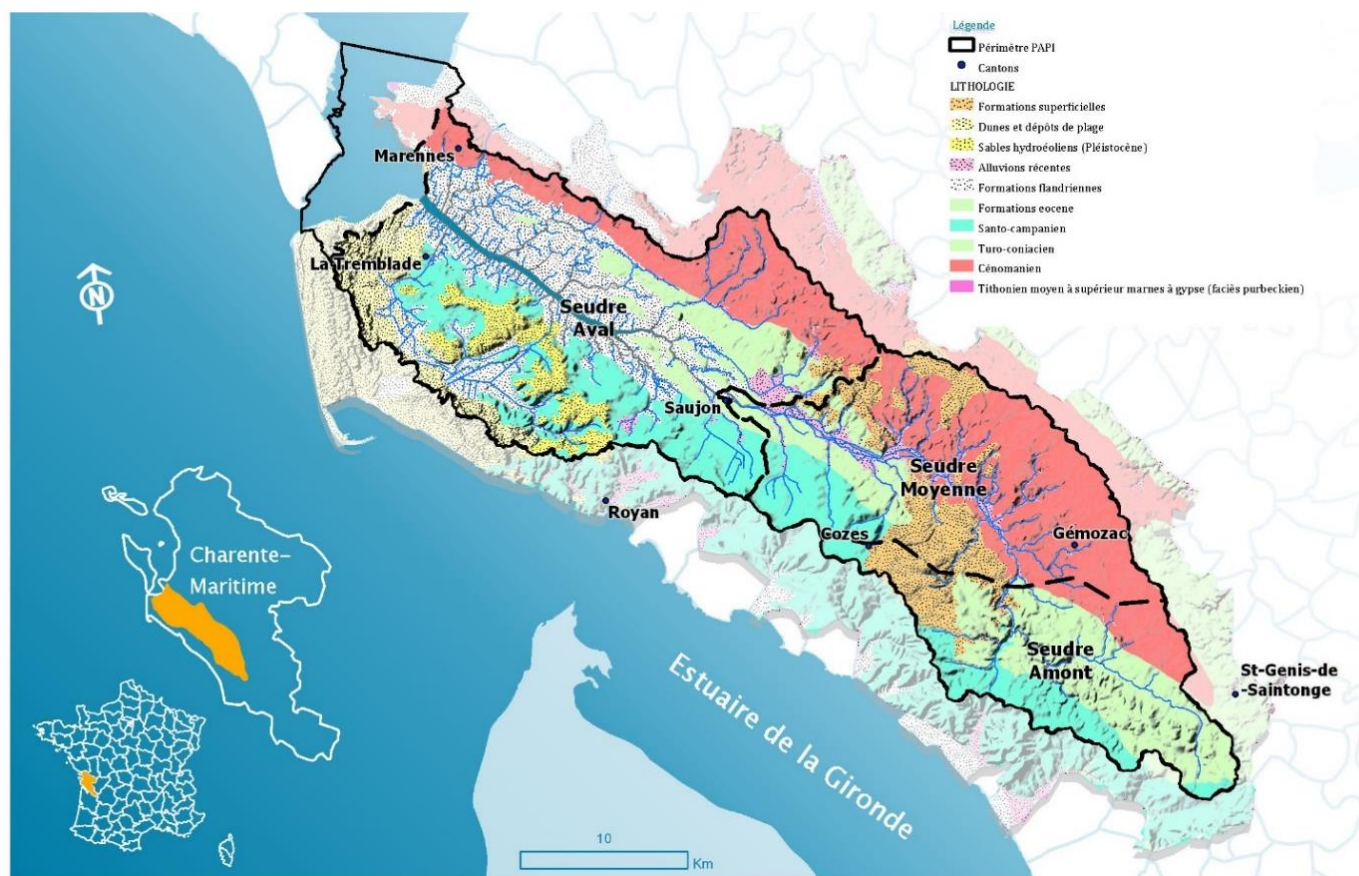 Légende
Périmètre PAPI
Cantons
LITHOLOGIE
Formations superficielles
Dunes et dépôts de plage
Sables hydroéoliens (Pléistocène)
Alluvions récentes
Formations flandriennes
Formations eocene
Santo-campanien
Turo-coniacien
Cénomanien
Tithonien moyen à supérieur marnes à gypse (faciès purbeckien)
Marennes
La Tremblade
Seudre
Aval
Saujon
Royan
Seudre
Moyenne
Cozes
Gémozac
Seudre
Amont
St-Genis-de
-Saintonge
N
Charente-
Maritime
Estuaire de la Gironde
10
Km